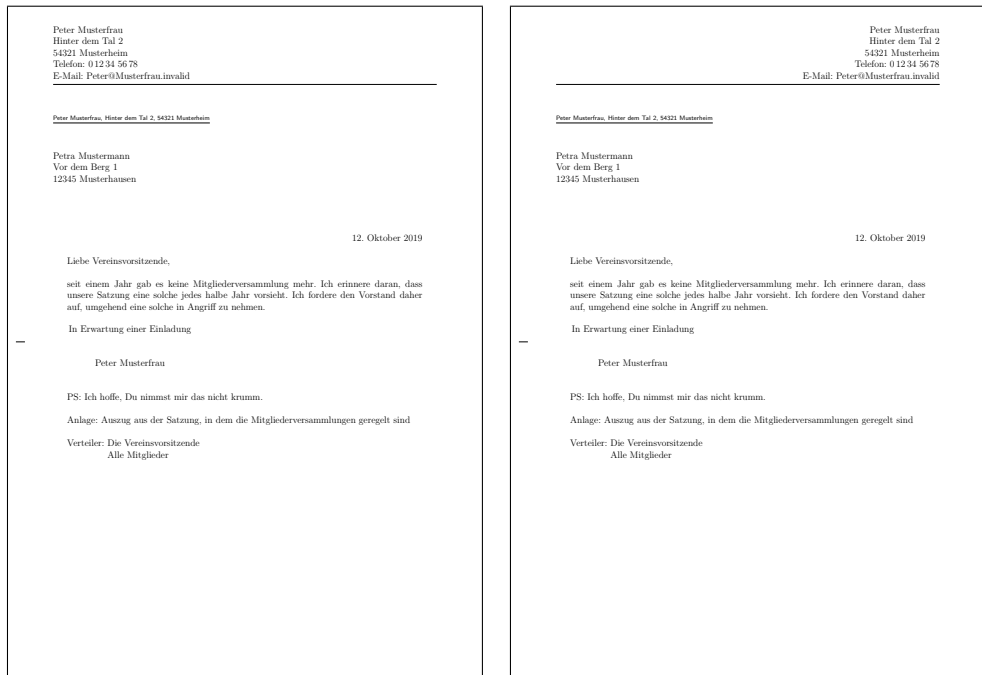 Peter Musterfrau
Hinter dem Tal 2
54321 Musterheim
Telefon: 0 12 34 56 78
E-Mail: Peter@Musterfrau.invalid
Peter Musterfrau, Hinter dem Tal 2, 54321 Musterheim
Petra Mustermann
Vor dem Berg 1
12345 Musterhausen
12. Oktober 2019
Liebe Vereinsvorsitzende,
seit einem Jahr gab es keine Mitgliederversammlung mehr. Ich erinnere daran, dass
unsere Satzung eine solche jedes halbe Jahr vorsieht. Ich fordere den Vorstand daher
auf, umgehend eine solche in Angriff zu nehmen.
In Erwartung einer Einladung
Peter Musterfrau
PS: Ich hoffe, Du nimmst mir das nicht krumm.
Anlage: Auszug aus der Satzung, in dem die Mitgliederversammlungen geregelt sind
Verteiler: Die Vereinsvorsitzende
Alle Mitglieder
Peter Musterfrau
Hinter dem Tal 2
54321 Musterheim
Telefon: 0 12 34 56 78
E-Mail: Peter@Musterfrau.invalid
Peter Musterfrau, Hinter dem Tal 2, 54321 Musterheim
Petra Mustermann
Vor dem Berg 1
12345 Musterhausen
12. Oktober 2019
Liebe Vereinsvorsitzende,
seit einem Jahr gab es keine Mitgliederversammlung mehr. Ich erinnere daran, dass
unsere Satzung eine solche jedes halbe Jahr vorsieht. Ich fordere den Vorstand daher
auf, umgehend eine solche in Angriff zu nehmen.
In Erwartung einer Einladung
Peter Musterfrau
PS: Ich hoffe, Du nimmst mir das nicht krumm.
Anlage: Auszug aus der Satzung, in dem die Mitgliederversammlungen geregelt sind
Verteiler: Die Vereinsvorsitzende
Alle Mitglieder